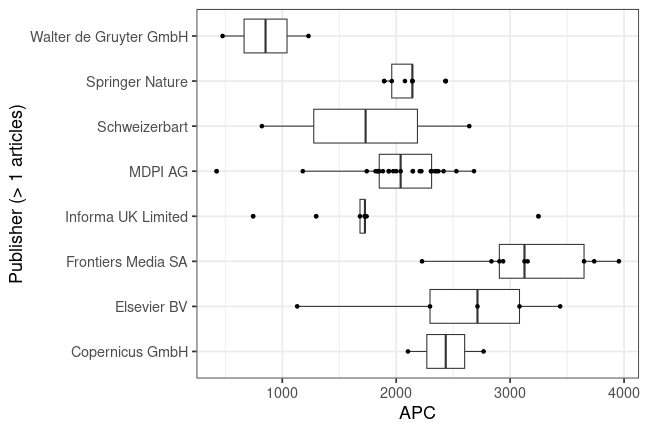 Publisher (> 1 articles)
Walter de Gruyter GmbH
Springer Nature
Schweizerbart
MDPI AG
Informa UK Limited
Frontiers Media SA
Elsevier BV
Copernicus GmbH
1000 2000 3000 4000
APC